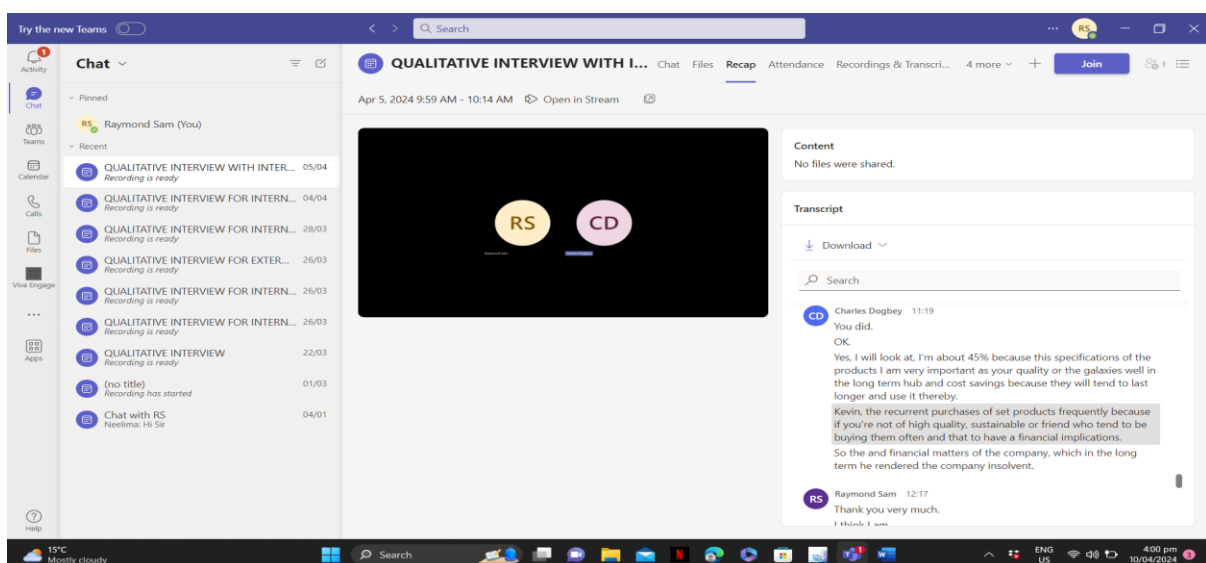 Try the new Teams
Search
RS
1
Activity
Chat
Teams
Calendar
Calls
Files
Viva Engage
Apps
Help
Chat
Pinned
RS
Raymond Sam (You)
Recent
QUALITATIVE INTERVIEW WITH INTER... 05/04
Recording is ready
QUALITATIVE INTERVIEW FOR INTERN... 04/04
Recording is ready
QUALITATIVE INTERVIEW FOR INTERN... 28/03
Recording is ready
QUALITATIVE INTERVIEW FOR EXTER... 26/03
Recording is ready
QUALITATIVE INTERVIEW FOR INTERN... 26/03
Recording is ready
QUALITATIVE INTERVIEW FOR INTERN... 26/03
Recording is ready
QUALITATIVE INTERVIEW 22/03
Recording is ready
(no title) 01/03
Recording has started
Chat with RS 04/01
Neelima: Hi Sir
QUALITATIVE INTERVIEW WITH I... Chat Files Recap Attendance Recordings & Transcri... 4 more + Join 1
Apr 5, 2024 9:59 AM - 10:14 AM Open in Stream
RS CD
Raymond Sam
Content
No files were shared.
Transcript
Download
Search
CD Charles Dogbey 11:19
You did.
OK.
Yes, I will look at, I'm about 45% because this specifications of the
products I am very important as your quality or the galaxies well in
the long term hub and cost savings because they will tend to last
longer and use it thereby.
Kevin, the recurrent purchases of set products frequently because
if you're not of high quality, sustainable or friend who tend to be
buying them often and that to have a financial implications.
So the and financial matters of the company, which in the long
term he rendered the company insolvent.
RS Raymond Sam 12:17
Thank you very much.
I think I am
15°C
Mostly cloudy
Search
ENG
US
4:00 pm
10/04/2024
3